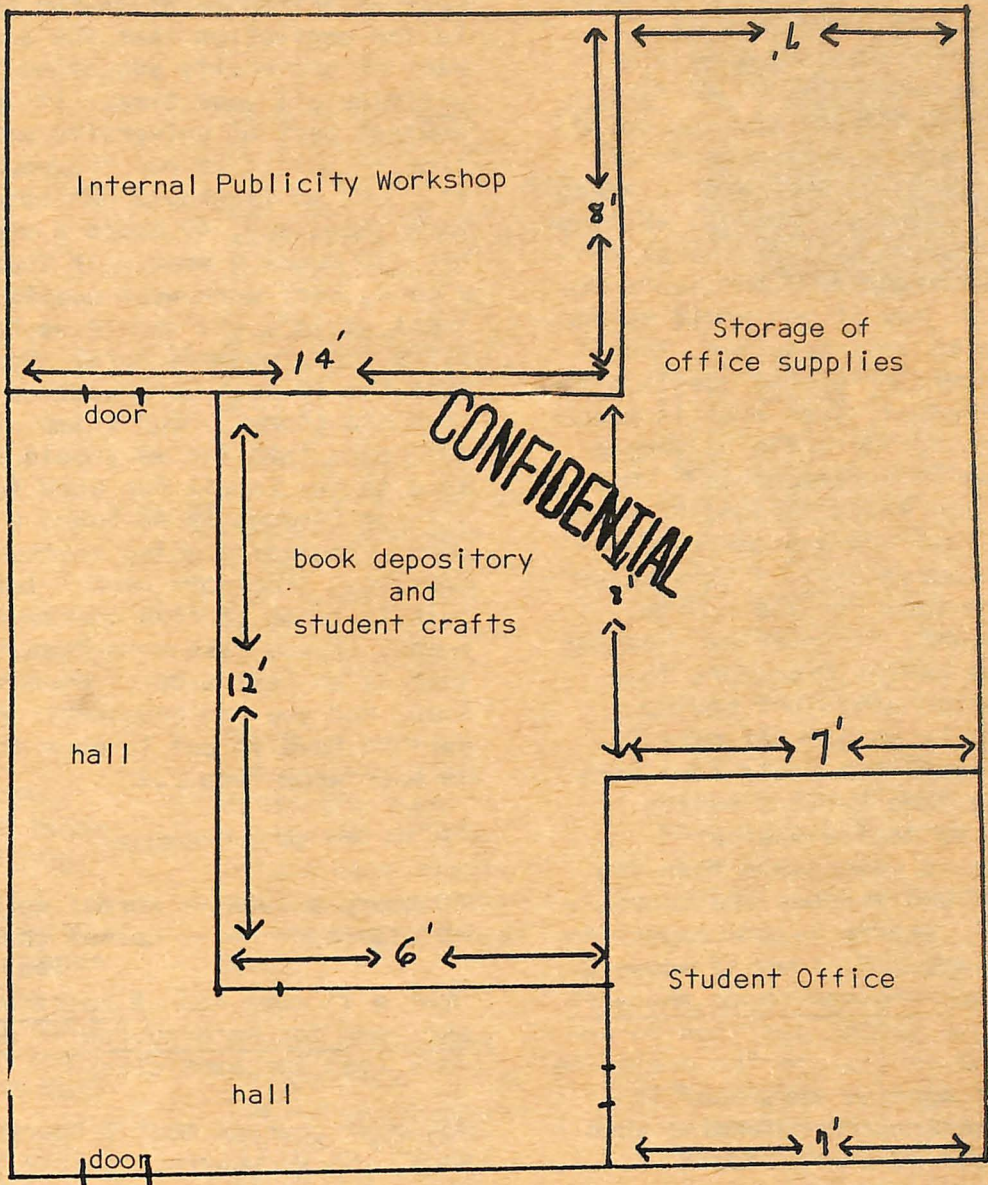 7'
Internal Publicity Workshop
8'
Storage of
office supplies
14'
door
CONFIDENTIAL
book depository
and
student crafts
8'
12'
hall
7'
6'
Student Office
hall
7'
door